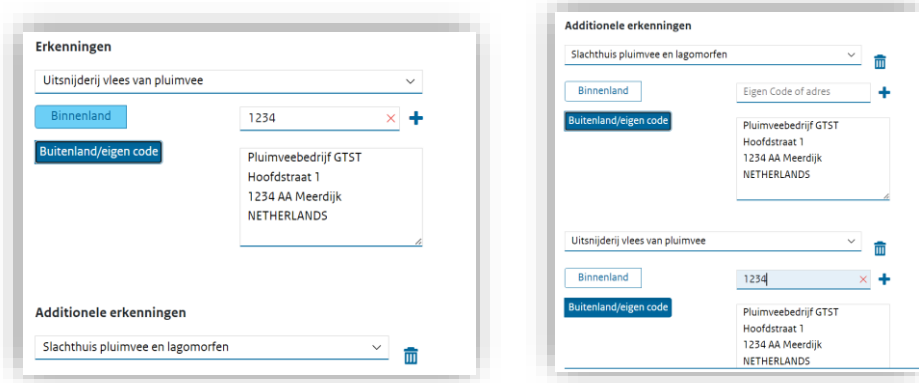 Erkenningen
Uitsnijderij vlees van pluimvee
Binnenland
1234
Buitenland/eigen code
Pluimveebedrijf GTST
Hoofdstraat 1
1234 AA Meerdijk
NETHERLANDS
Additionele erkenningen
Slachthuis pluimvee en lagomorfen
Additionele erkenningen
Slachthuis pluimvee en lagomorfen
Binnenland
Eigen Code of adres
Buitenland/eigen code
Pluimveebedrijf GTST
Hoofdstraat 1
1234 AA Meerdijk
NETHERLANDS
Uitsnijderij vlees van pluimvee
Binnenland
1234
Buitenland/eigen code
Pluimveebedrijf GTST
Hoofdstraat 1
1234 AA Meerdijk
NETHERLANDS